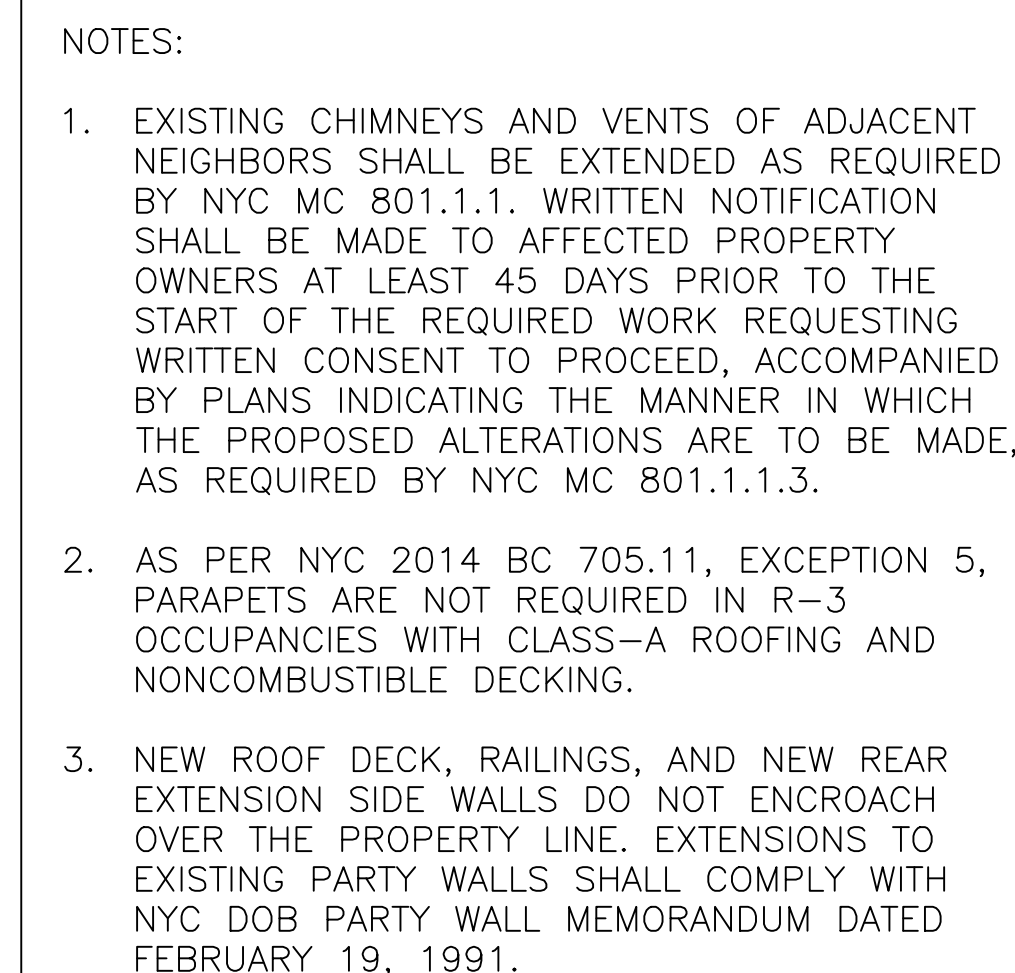 NOTES:
1. EXISTING CHIMNEYS AND VENTS OF ADJACENT
NEIGHBORS SHALL BE EXTENDED AS REQUIRED
BY NYC MC 801.1.1. WRITTEN NOTIFICATION
SHALL BE MADE TO AFFECTED PROPERTY
OWNERS AT LEAST 45 DAYS PRIOR TO THE
START OF THE REQUIRED WORK REQUESTING
WRITTEN CONSENT TO PROCEED, ACCOMPANIED
BY PLANS INDICATING THE MANNER IN WHICH
THE PROPOSED ALTERATIONS ARE TO BE MADE,
AS REQUIRED BY NYC MC 801.1.1.3.
2. AS PER NYC 2014 BC 705.11, EXCEPTION 5,
PARAPETS ARE NOT REQUIRED IN R-3
OCCUPANCIES WITH CLASS-A ROOFING AND
NONCOMBUSTIBLE DECKING.
3. NEW ROOF DECK, RAILINGS, AND NEW REAR
EXTENSION SIDE WALLS DO NOT ENCROACH
OVER THE PROPERTY LINE. EXTENSIONS TO
EXISTING PARTY WALLS SHALL COMPLY WITH
NYC DOB PARTY WALL MEMORANDUM DATED
FEBRUARY 19, 1991.